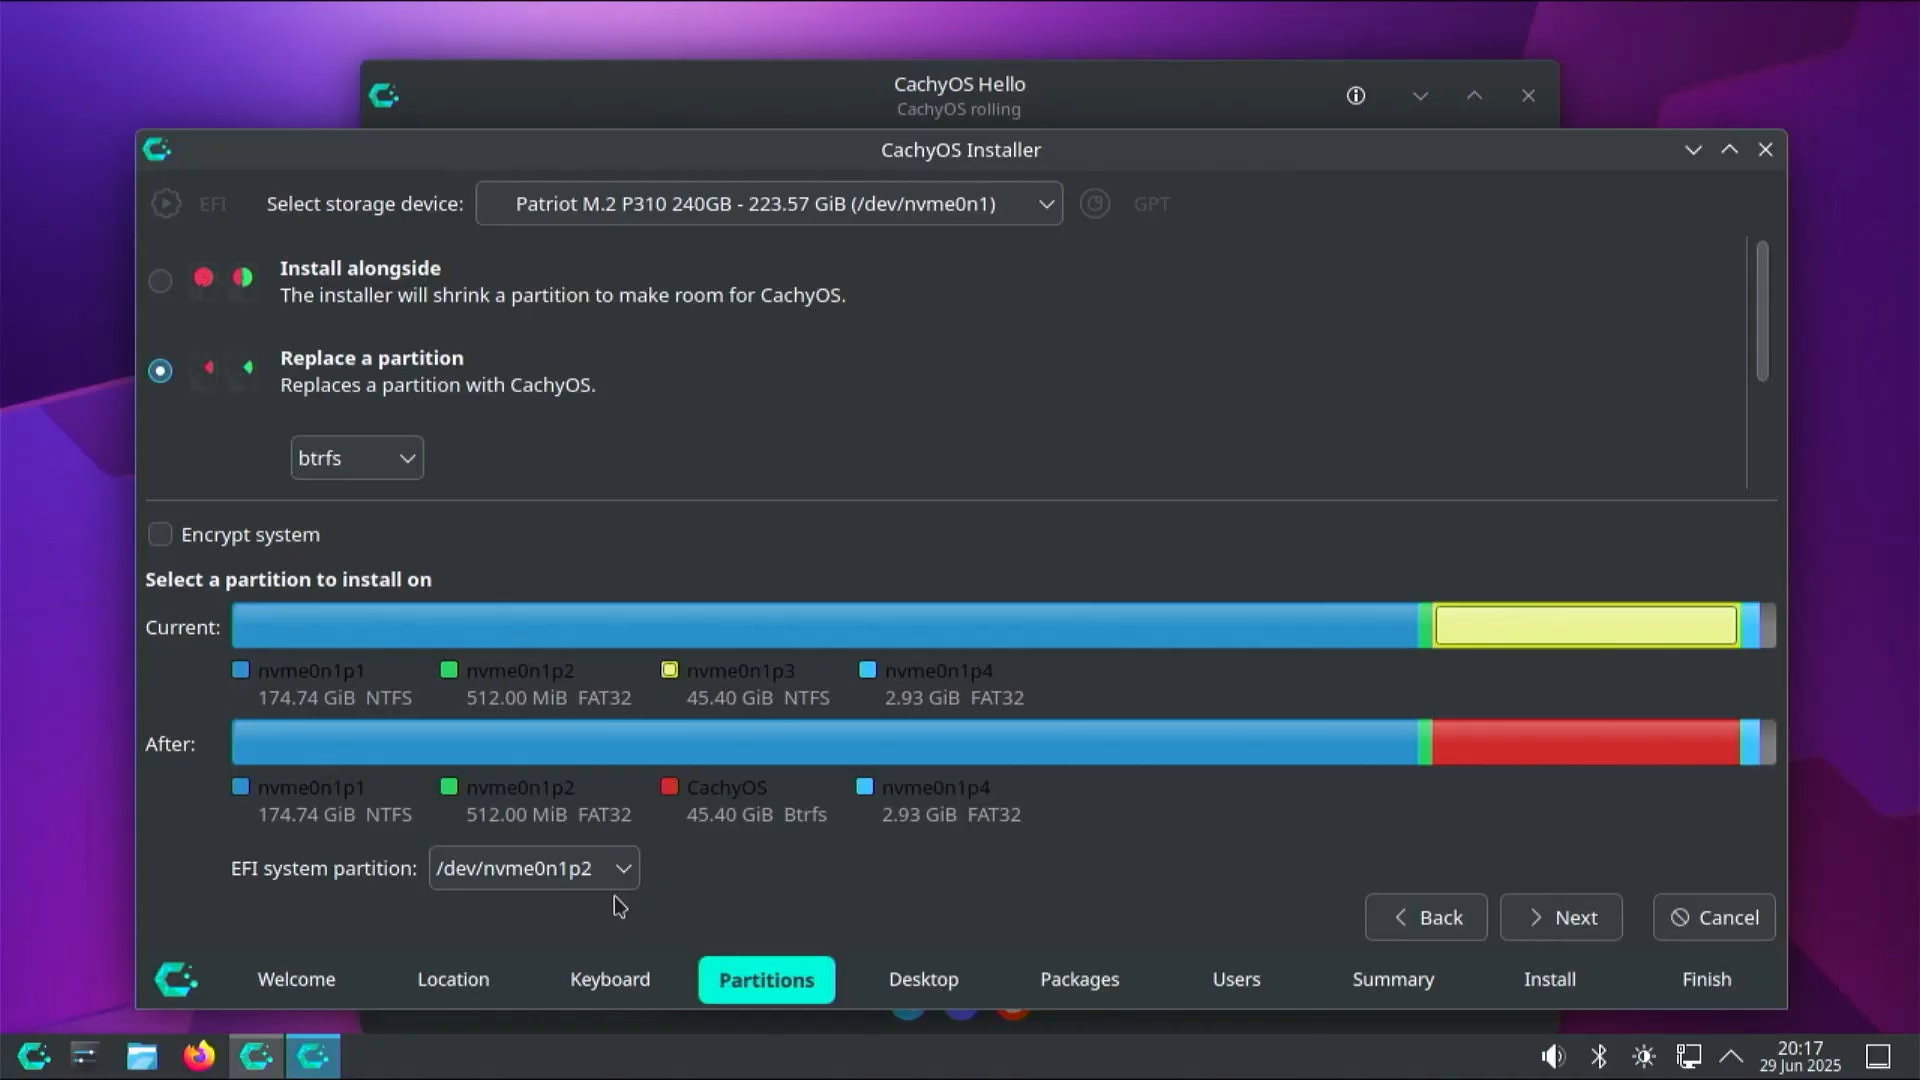 CachyOS Hello
CachyOS rolling
CachyOS Installer
EFI
Select storage device:
Patriot M.2 P310 240GB - 223.57 GiB (/dev/nvme0n1)
GPT
Install alongside
The installer will shrink a partition to make room for CachyOS.
Replace a partition
Replaces a partition with CachyOS.
btrfs
Encrypt system
Select a partition to install on
Current:
nvme0n1p1 nvme0n1p2 nvme0n1p3 nvme0n1p4
174.74 GiB NTFS 512.00 MiB FAT32 45.40 GiB NTFS 2.93 GiB FAT32
After:
nvme0n1p1 nvme0n1p2 CachyOS nvme0n1p4
174.74 GiB NTFS 512.00 MiB FAT32 45.40 GiB Btrfs 2.93 GiB FAT32
EFI system partition: /dev/nvme0n1p2
Back Next Cancel
Welcome Location Keyboard Partitions Desktop Packages Users Summary Install Finish
20:17
29 Jun 2025